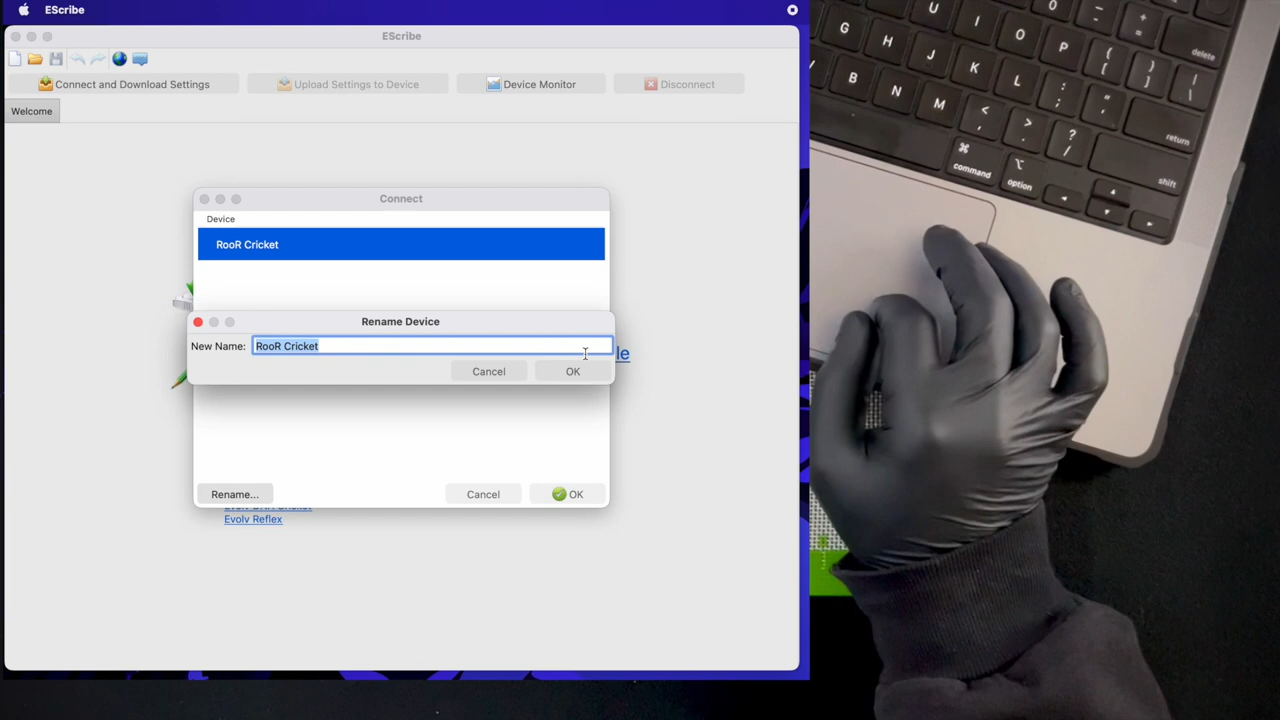 EScribe
EScribe
Connect and Download Settings
Upload Settings to Device
Device Monitor
Disconnect
Welcome
Connect
Device
RooR Cricket
Rename Device
New Name: RooR Cricket
le
Cancel
OK
Rename...
Cancel
OK
Evolv Reflex
U I O - +
=
delete
G H J K L : " { [ } ] | \
O P
; '
return
V B N M < , > . ? /
shift
⌘
command
⌥
option